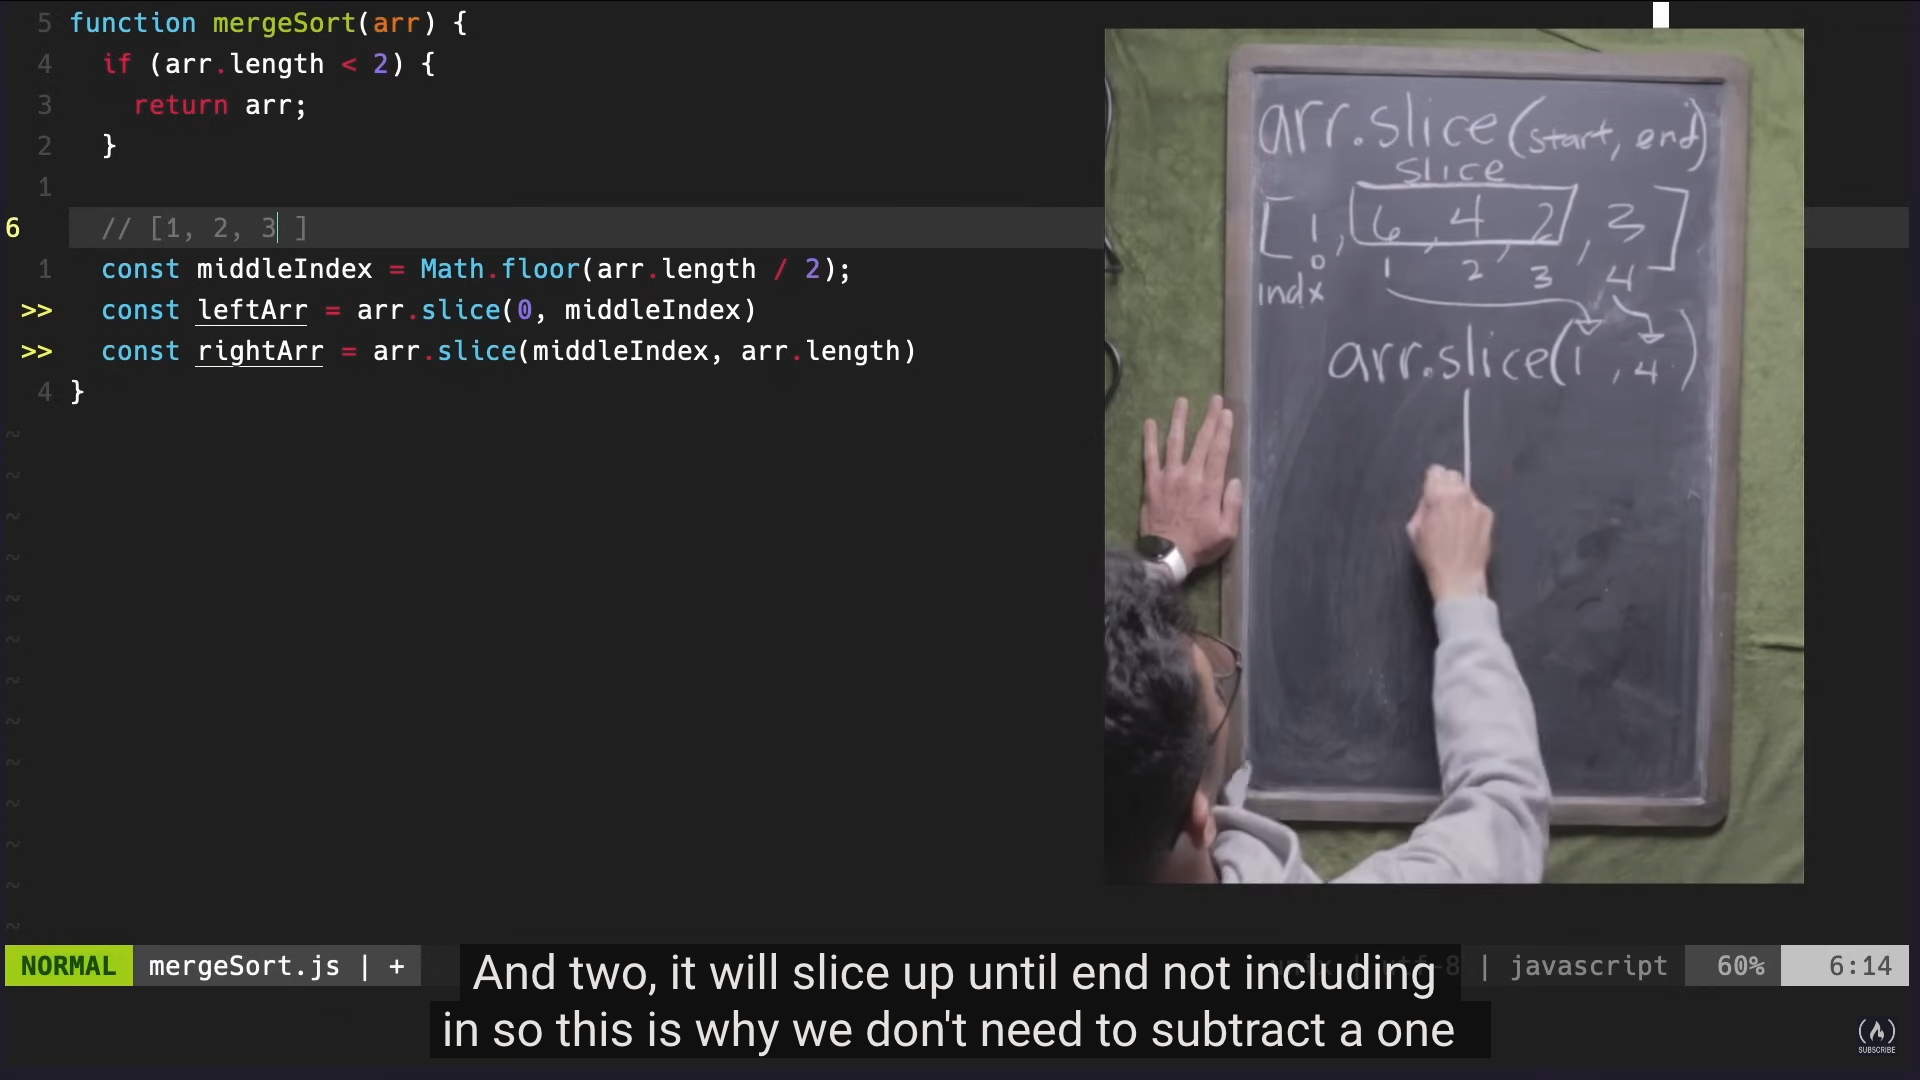 5 function mergeSort(arr) {
4 if (arr.length < 2) {
3 return arr;
2 }
1
6 // [1, 2, 3 ]
1 const middleIndex = Math.floor(arr.length / 2);
>> const leftArr = arr.slice(0, middleIndex)
>> const rightArr = arr.slice(middleIndex, arr.length)
4 }
~
~
~
~
~
~
~
~
~
~
~
~
~
arr.slice(start, end)
slice
[1, 6, 4, 2, 3]
0 1 2 3 4
indx
arr.slice(1, 4)
NORMAL mergeSort.js | + | javascript 60% 6:14
And two, it will slice up until end not including
in so this is why we don't need to subtract a one
SUBSCRIBE